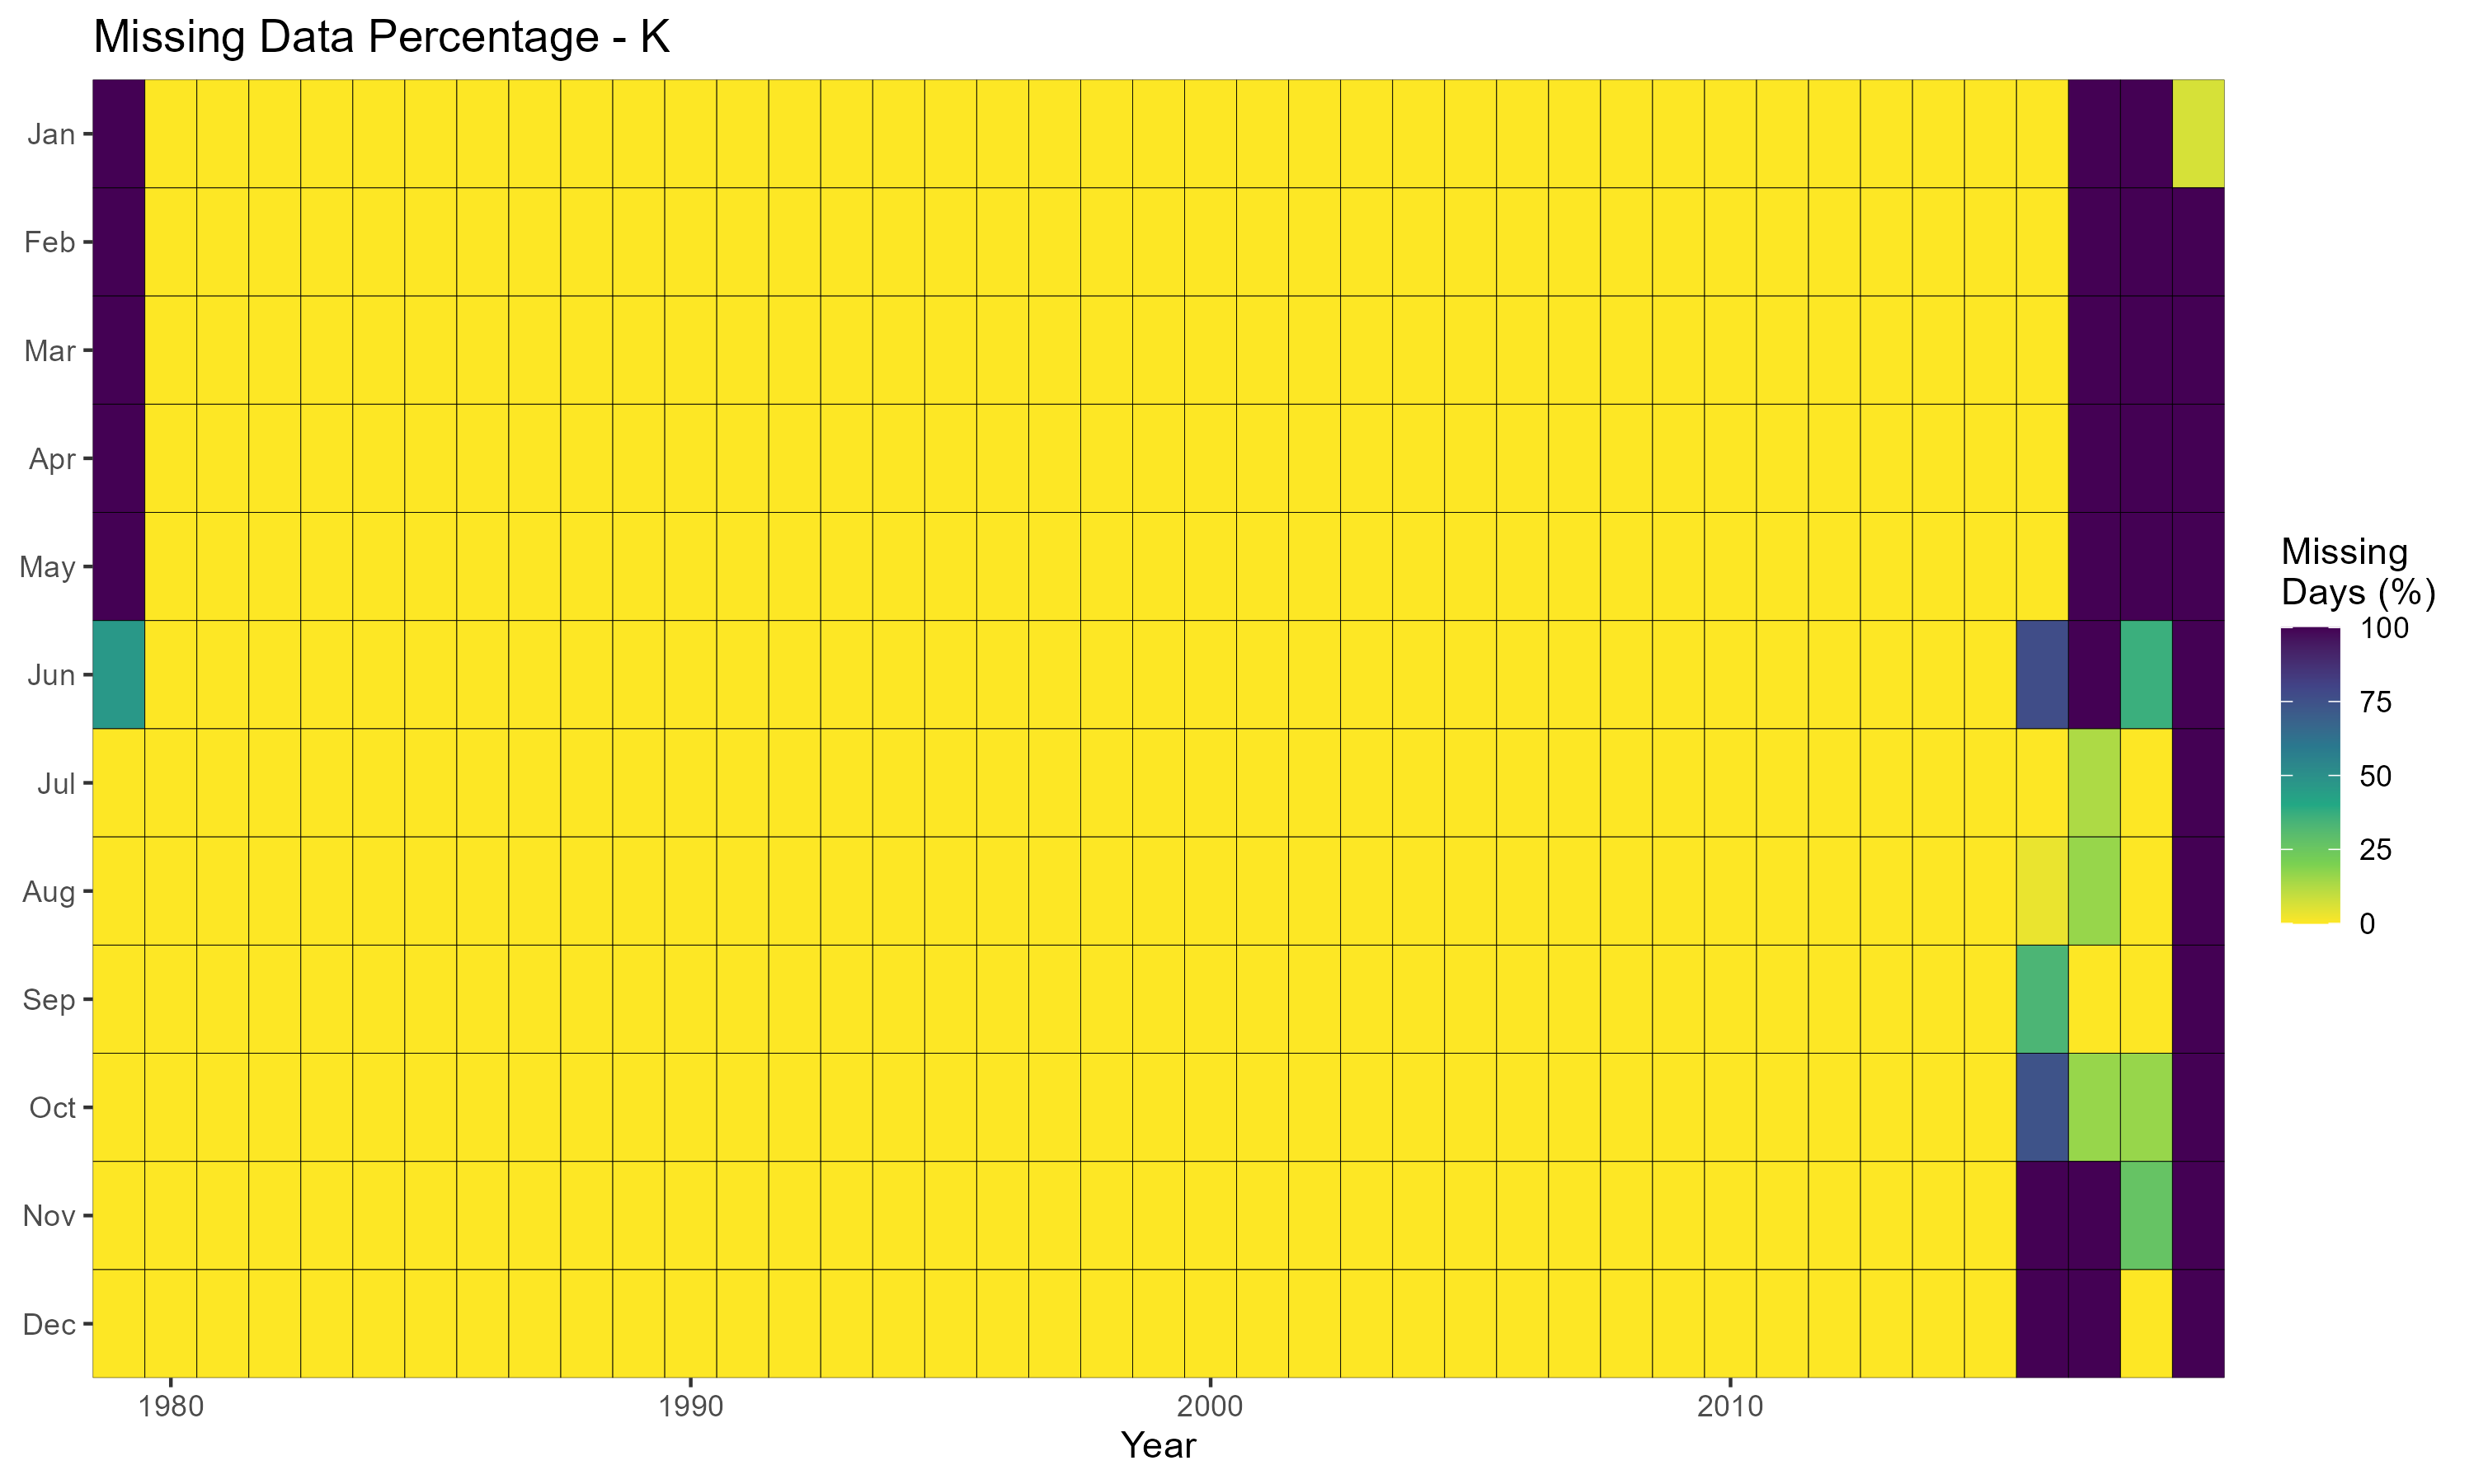 Missing Data Percentage - K
Jan
Feb
Mar
Apr
May
Jun
Jul
Aug
Sep
Oct
Nov
Dec
1980
1990
2000
2010
Year
Missing
Days (%)
100
75
50
25
0